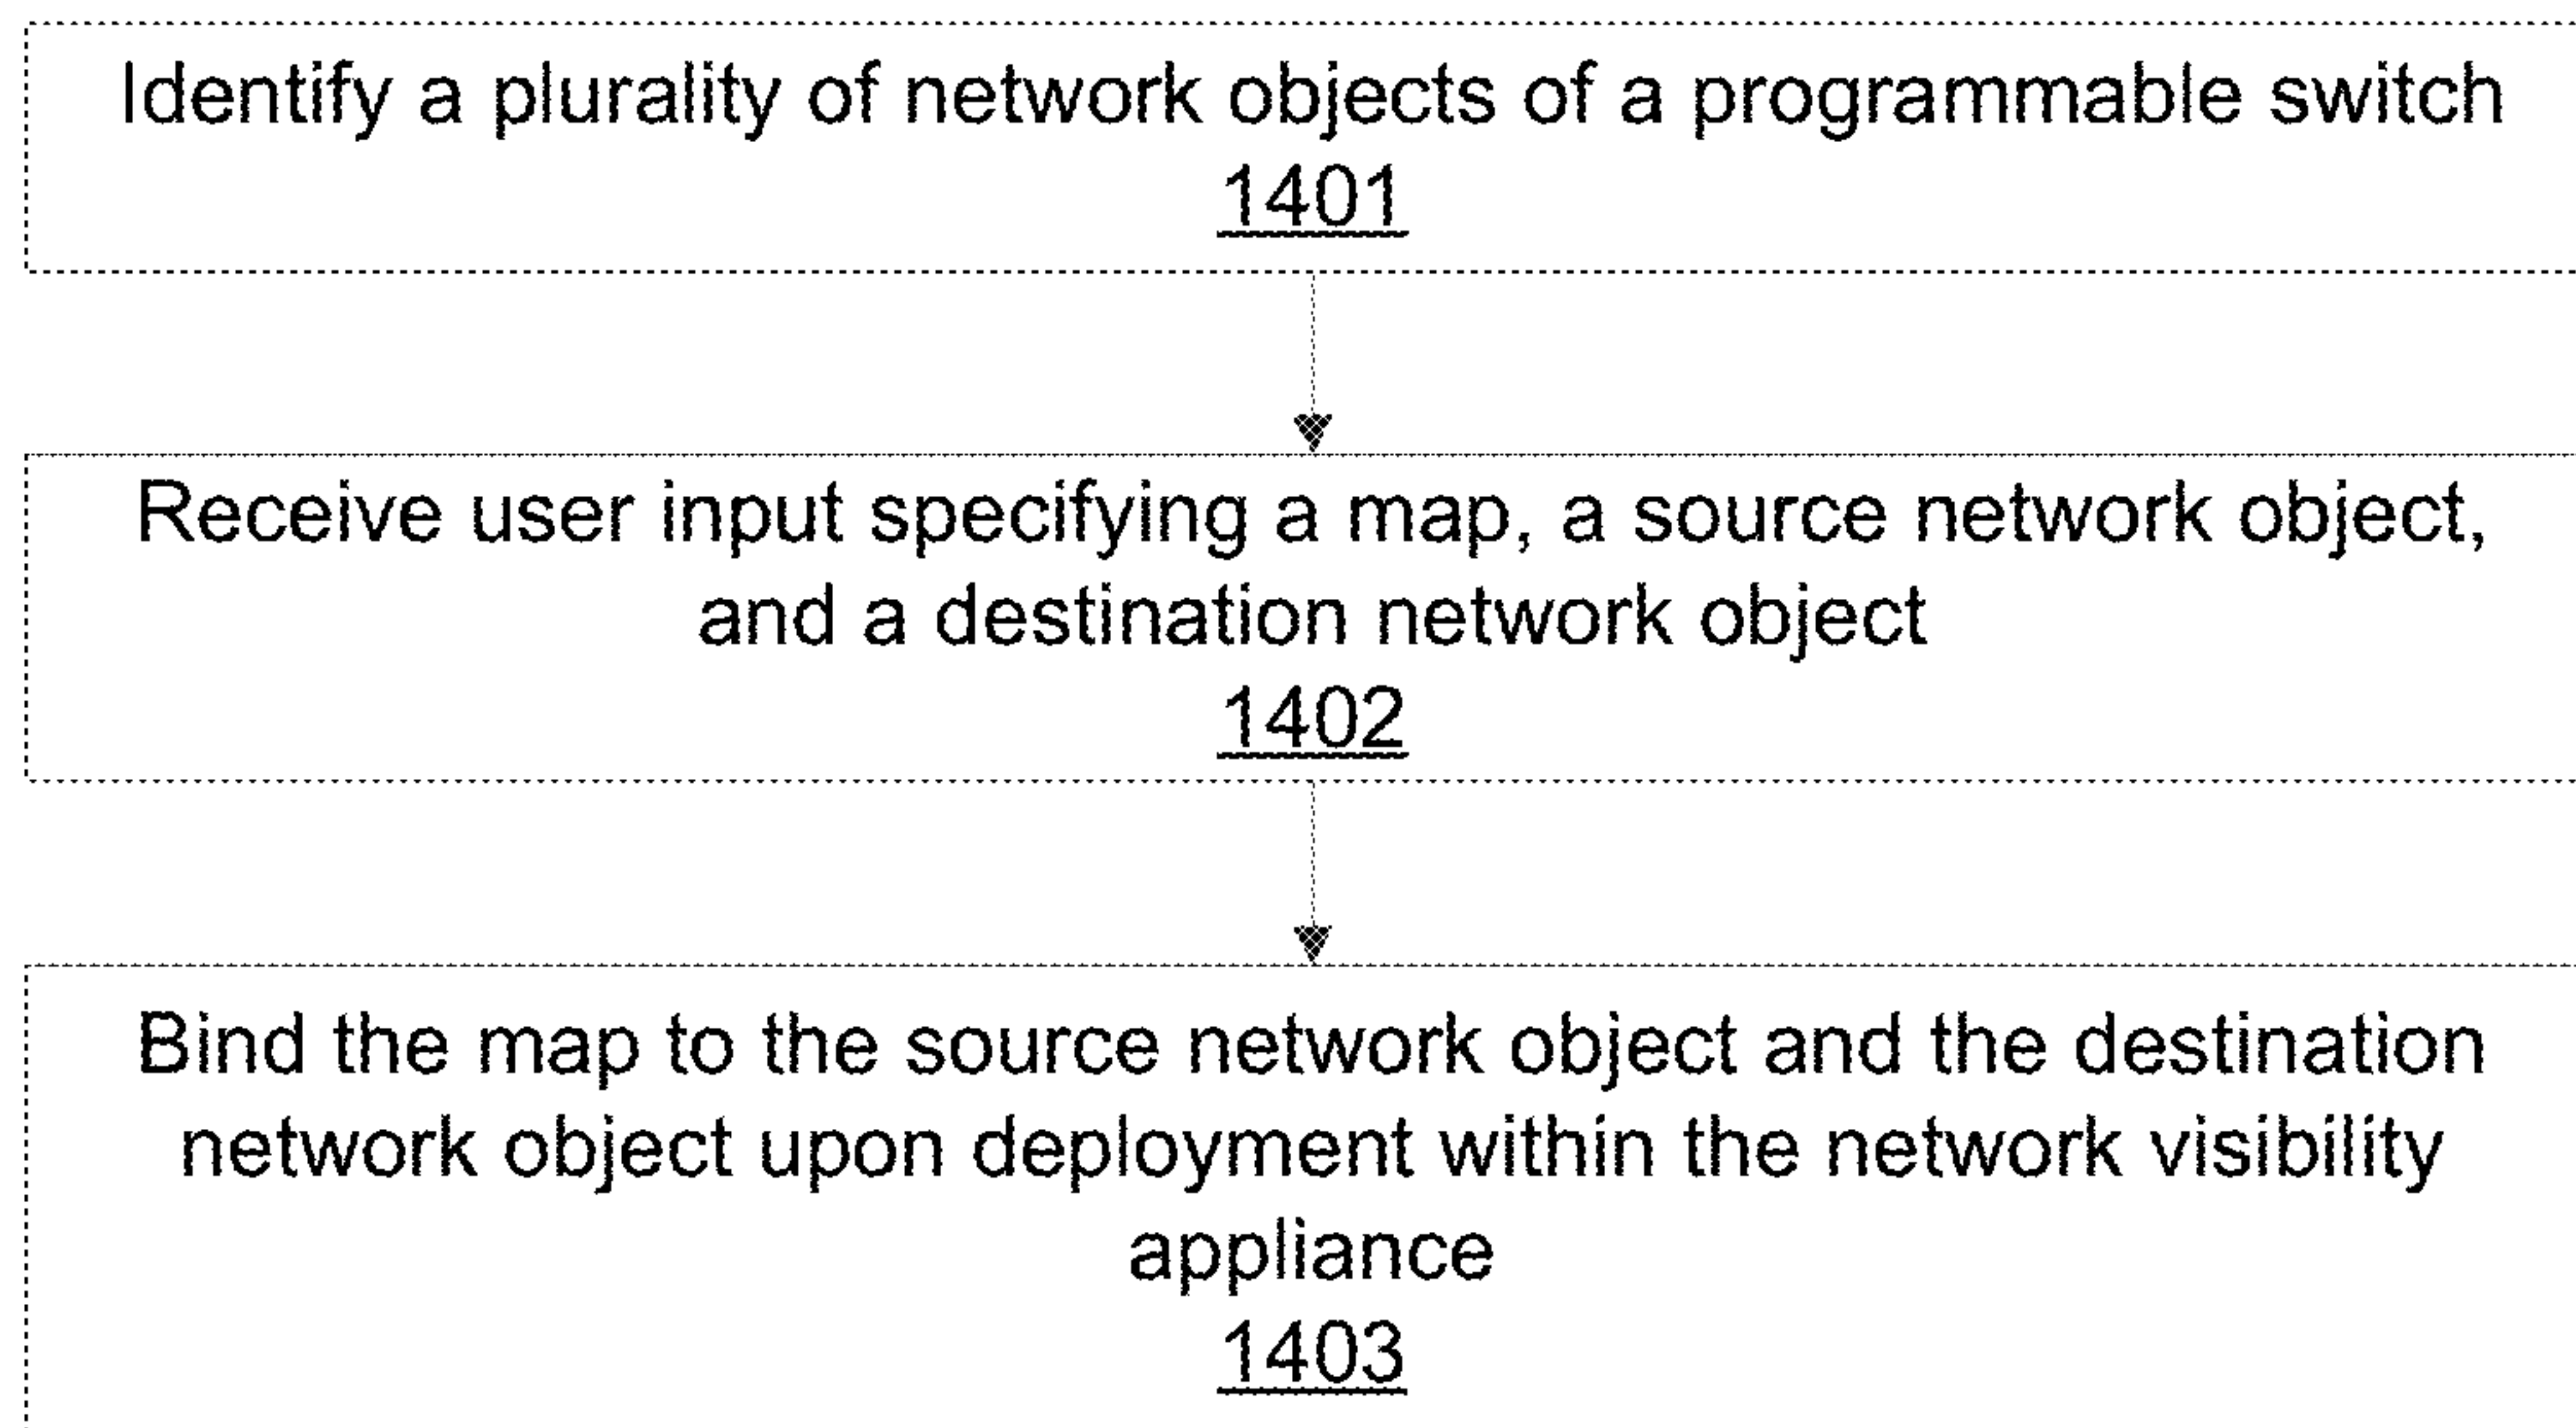 Identify a plurality of network objects of a programmable switch
1401
Receive user input specifying a map, a source network object,
and a destination network object
1402
Bind the map to the source network object and the destination
network object upon deployment within the network visibility
appliance
1403